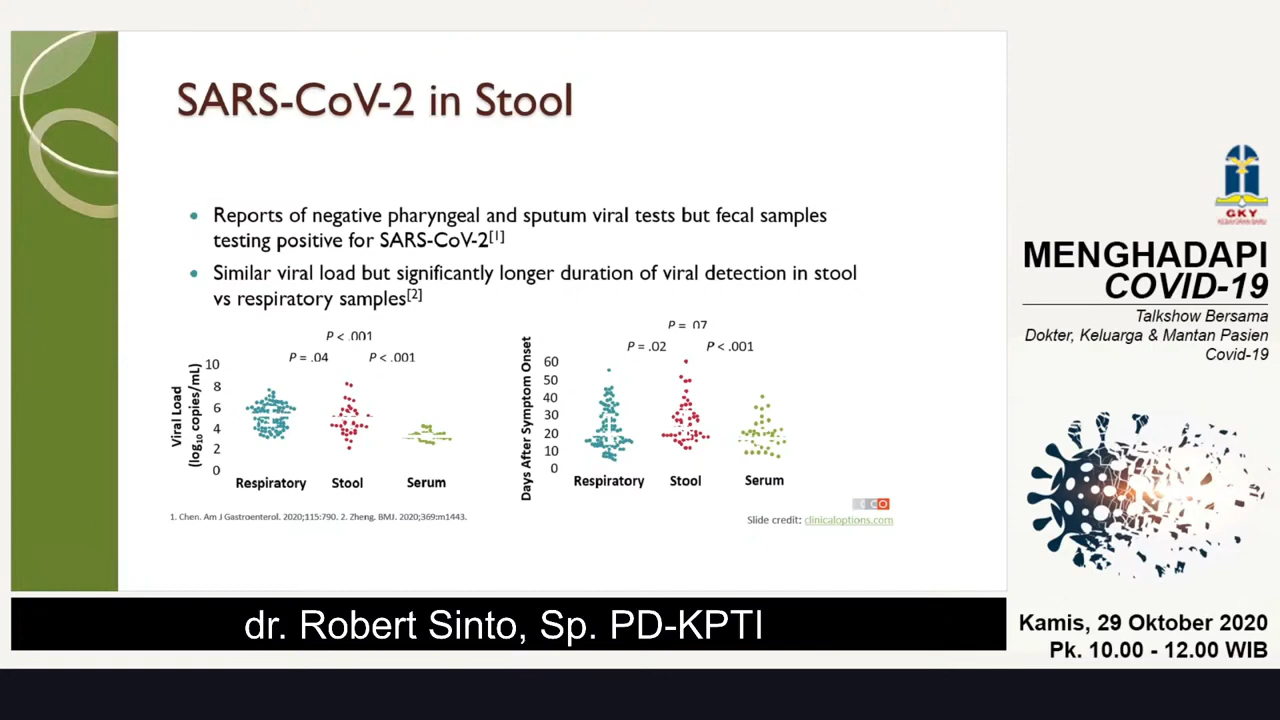 SARS-CoV-2 in Stool
Reports of negative pharyngeal and sputum viral tests but fecal samples
testing positive for SARS-CoV-2[1]
Similar viral load but significantly longer duration of viral detection in stool
vs respiratory samples[2]
P < .001
P = .04
P < .001
Viral Load
(log10 copies/mL)
10
8
6
4
2
0
Respiratory
Stool
Serum
P = .07
P = .02
P < .001
Days After Symptom Onset
60
50
40
30
20
10
0
Respiratory
Stool
Serum
1. Chen. Am J Gastroenterol. 2020;115:790. 2. Zheng. BMJ. 2020;369:m1443.
CO
Slide credit: clinicaloptions.com
GKY
KEBAYORAN BARU
MENGHADAPI
COVID-19
Talkshow Bersama
Dokter, Keluarga & Mantan Pasien
Covid-19
Kamis, 29 Oktober 2020
Pk. 10.00 - 12.00 WIB
dr. Robert Sinto, Sp. PD-KPTI